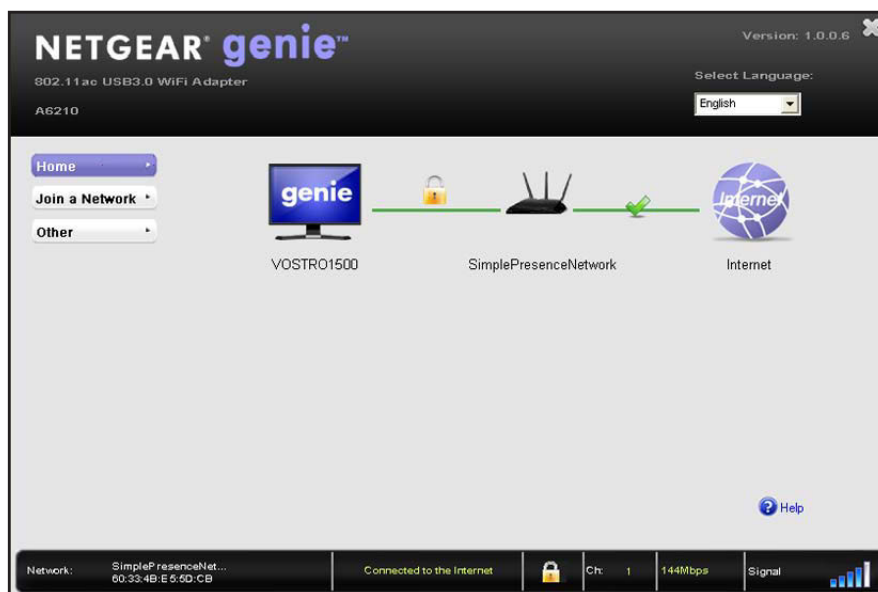 NETGEAR® genie™
Version: 1.0.0.6
802.11ac USB3.0 WiFi Adapter
Select Language:
A6210
English
Home
Join a Network
Other
genie
Internet
VOSTRO1500
SimplePresenceNetwork
Internet
Help
Network:
SimplePresenceNet...
60:33:4B:E5:5D:CB
Connected to the Internet
Ch: 1
144Mbps
Signal